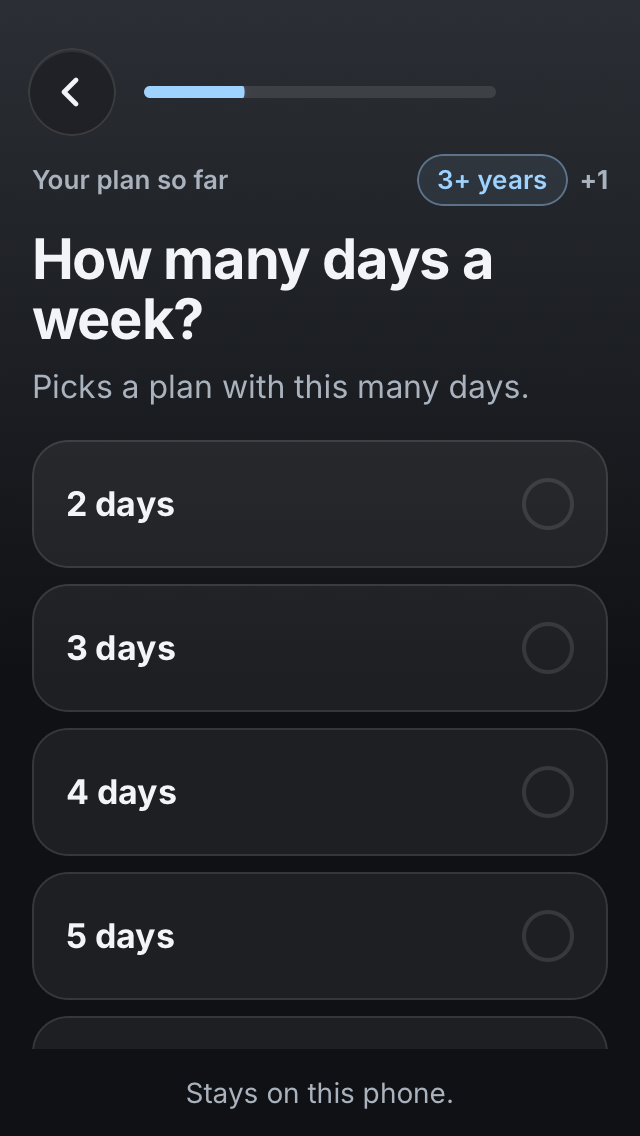 Your plan so far
3+ years
+1
How many days a
week?
Picks a plan with this many days.
2 days
3 days
4 days
5 days
Stays on this phone.